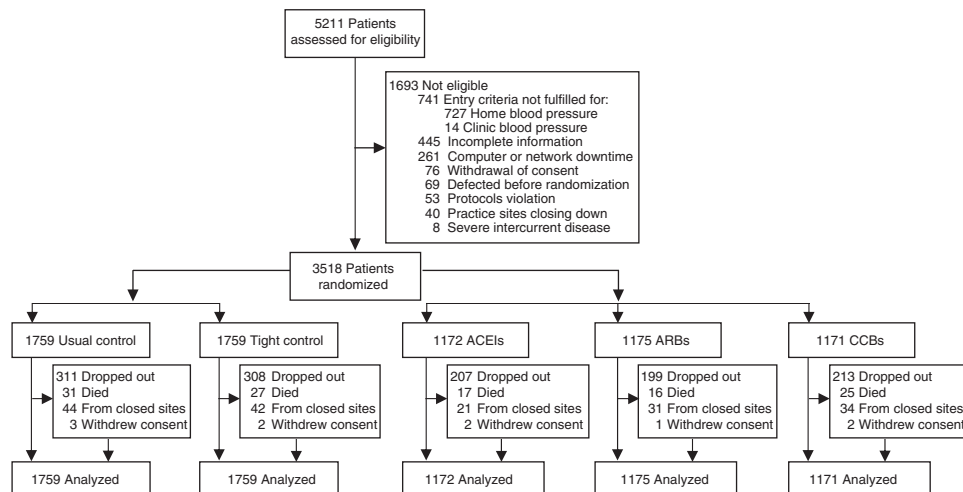 5211 Patients
assessed for eligibility
1693 Not eligible
741 Entry criteria not fulfilled for:
727 Home blood pressure
14 Clinic blood pressure
445 Incomplete information
261 Computer or network downtime
76 Withdrawal of consent
69 Defected before randomization
53 Protocols violation
40 Practice sites closing down
8 Severe intercurrent disease
3518 Patients
randomized
1759 Usual control
1759 Tight control
1172 ACEIs
1175 ARBs
1171 CCBs
311 Dropped out
31 Died
44 From closed sites
3 Withdrew consent
308 Dropped out
27 Died
42 From closed sites
2 Withdrew consent
207 Dropped out
17 Died
21 From closed sites
2 Withdrew consent
199 Dropped out
16 Died
31 From closed sites
1 Withdrew consent
213 Dropped out
25 Died
34 From closed sites
2 Withdrew consent
1759 Analyzed
1759 Analyzed
1172 Analyzed
1175 Analyzed
1171 Analyzed